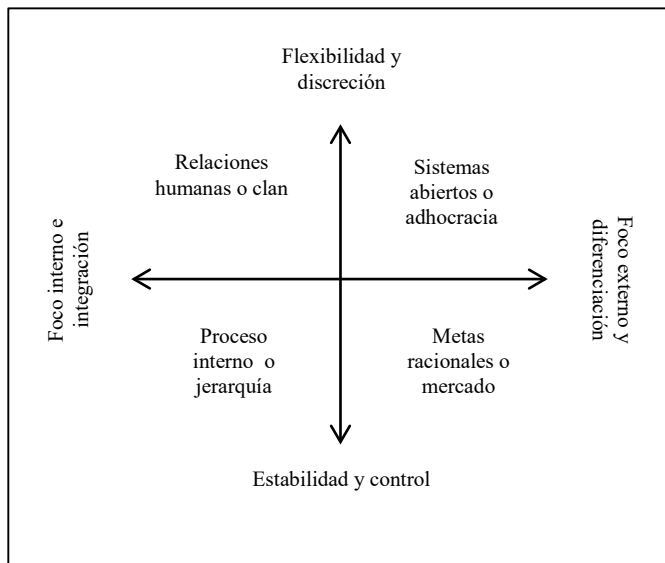 Flexibilidad y
discreción
Relaciones
humanas o clan
Sistemas
abiertos o
adhocracia
Foco interno e
integración
Foco externo y
diferenciación
Proceso
interno o
jerarquía
Metas
racionales o
mercado
Estabilidad y control